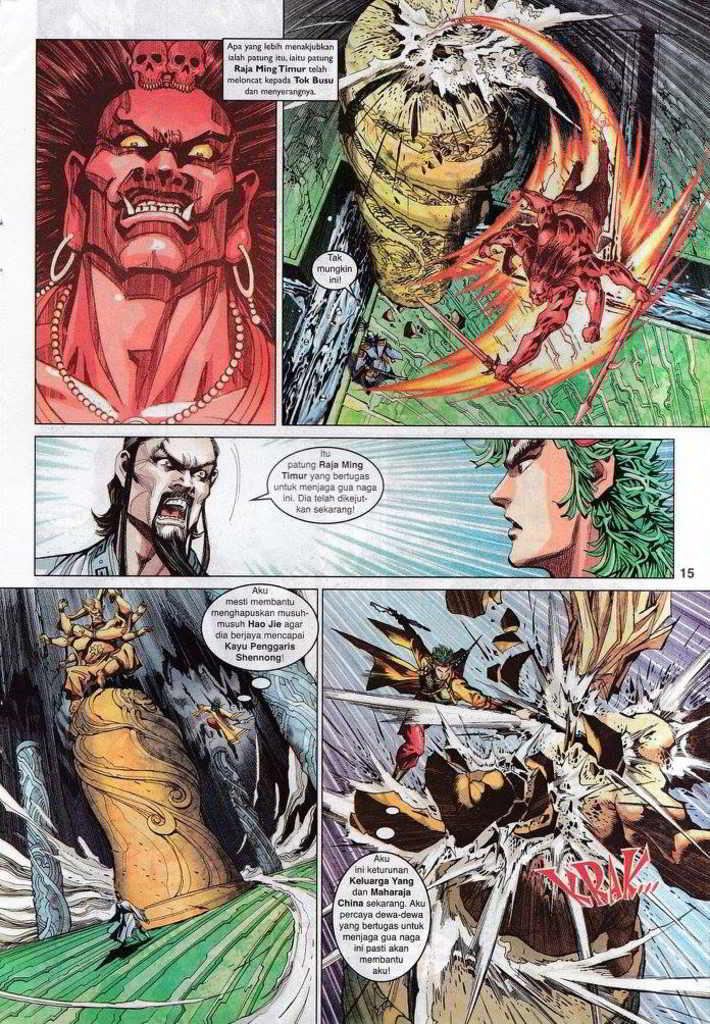 Apa yang lebih menakjubkan
ialah patung itu, iaitu patung
Raja Ming Timur telah
meloncat kepada Tok Busu
dan menyerangnya.
Tak
mungkin
ini!
Itu
patung Raja Ming
Timur yang bertugas
untuk menjaga gua naga
ini. Dia telah dikejut-
kan sekarang!
15
Aku
mesti membantu
menghapuskan musuh-
musuh Hao Jie agar
dia berjaya mencapai
Kayu Penggaris
Shennong!
Aku
ini keturunan
Keluarga Yang
dan Maharaja
China sekarang. Aku
percaya dewa-dewa
yang bertugas untuk
menjaga gua naga
ini pasti akan
membantu
aku!
KRAK...